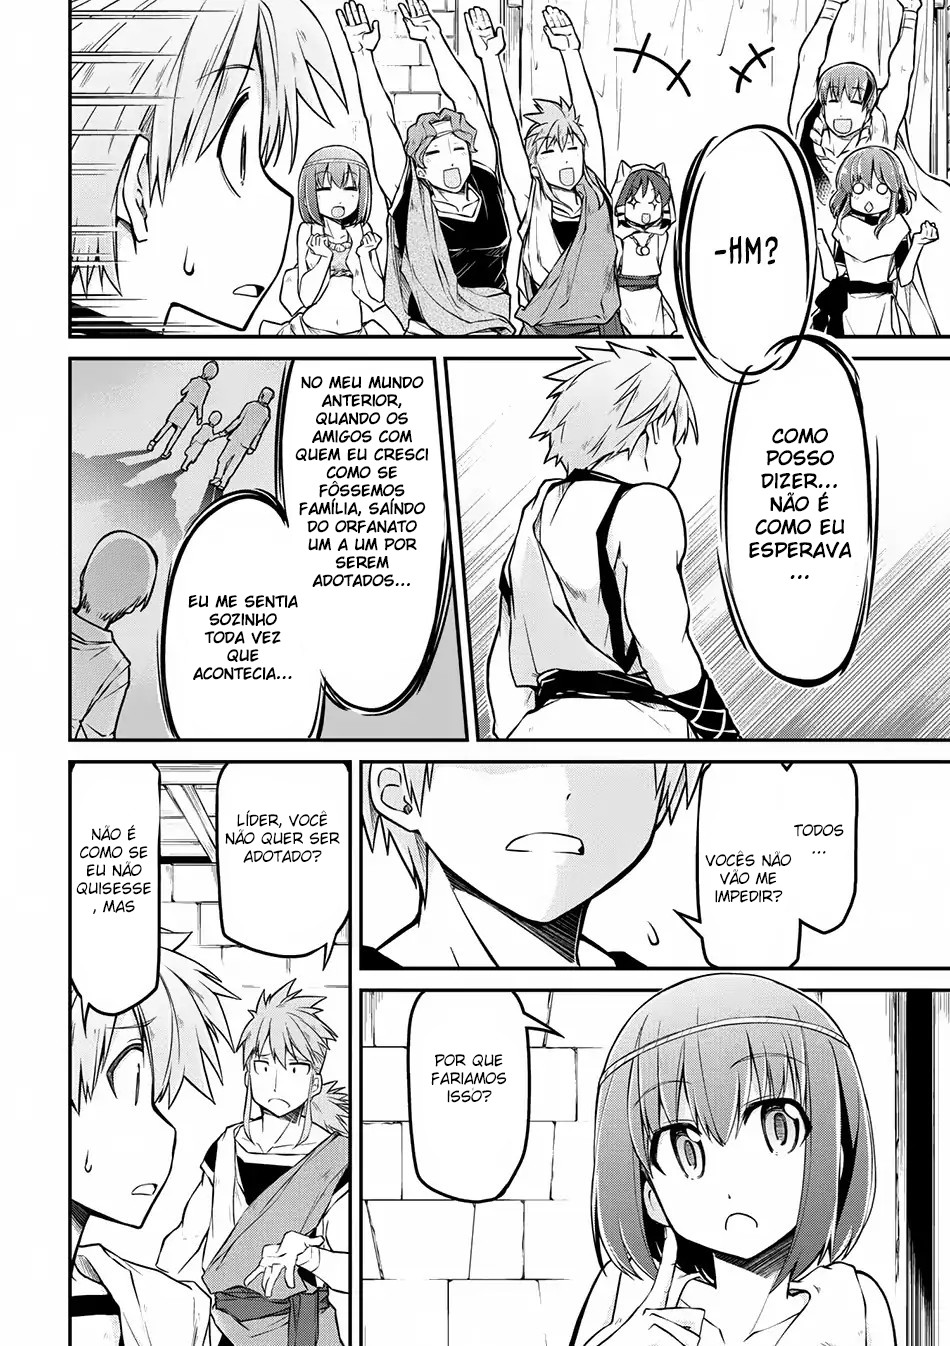 -HM?
COMO
POSSO
DIZER...
NÃO É
COMO EU
ESPERAVA
...
NO MEU MUNDO
ANTERIOR,
QUANDO OS
AMIGOS COM
QUEM EU CRESCI
COMO SE
FÔSSEMOS
FAMÍLIA, SAÍNDO
DO ORFANATO
UM A UM POR
SEREM
ADOTADOS...
EU ME SENTIA
SOZINHO
TODA VEZ
QUE
ACONTECIA...
TODOS
...
VOCÊS NÃO
VÃO ME
IMPEDIR?
POR QUE
FARIAMOS
ISSO?
LÍDER, VOCÊ
NÃO QUER SER
ADOTADO?
NÃO É
COMO SE
EU NÃO
QUISESSE
, MAS